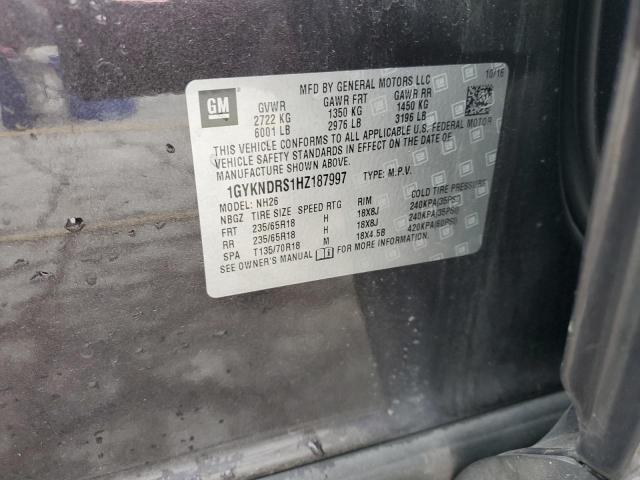 GM
MFD BY GENERAL MOTORS LLC
10/16
GVWR GAWR FRT GAWR RR
2722 KG 1350 KG 1450 KG
6001 LB 2976 LB 3196 LB
THIS VEHICLE CONFORMS TO ALL APPLICABLE U.S. FEDERAL MOTOR
VEHICLE SAFETY STANDARDS IN EFFECT ON THE DATE OF
MANUFACTURE SHOWN ABOVE.
1GYKNDRS1HZ187997 TYPE: M.P.V.
MODEL: NH26
NBGZ TIRE SIZE SPEED RTG RIM COLD TIRE PRESSURE
FRT 235/65R18 H 18X8J 240KPA(35PSI)
RR 235/65R18 H 18X8J 240KPA(35PSI)
SPA T135/70R18 M 18X4.5B 420KPA(60PSI)
SEE OWNER'S MANUAL FOR MORE INFORMATION.